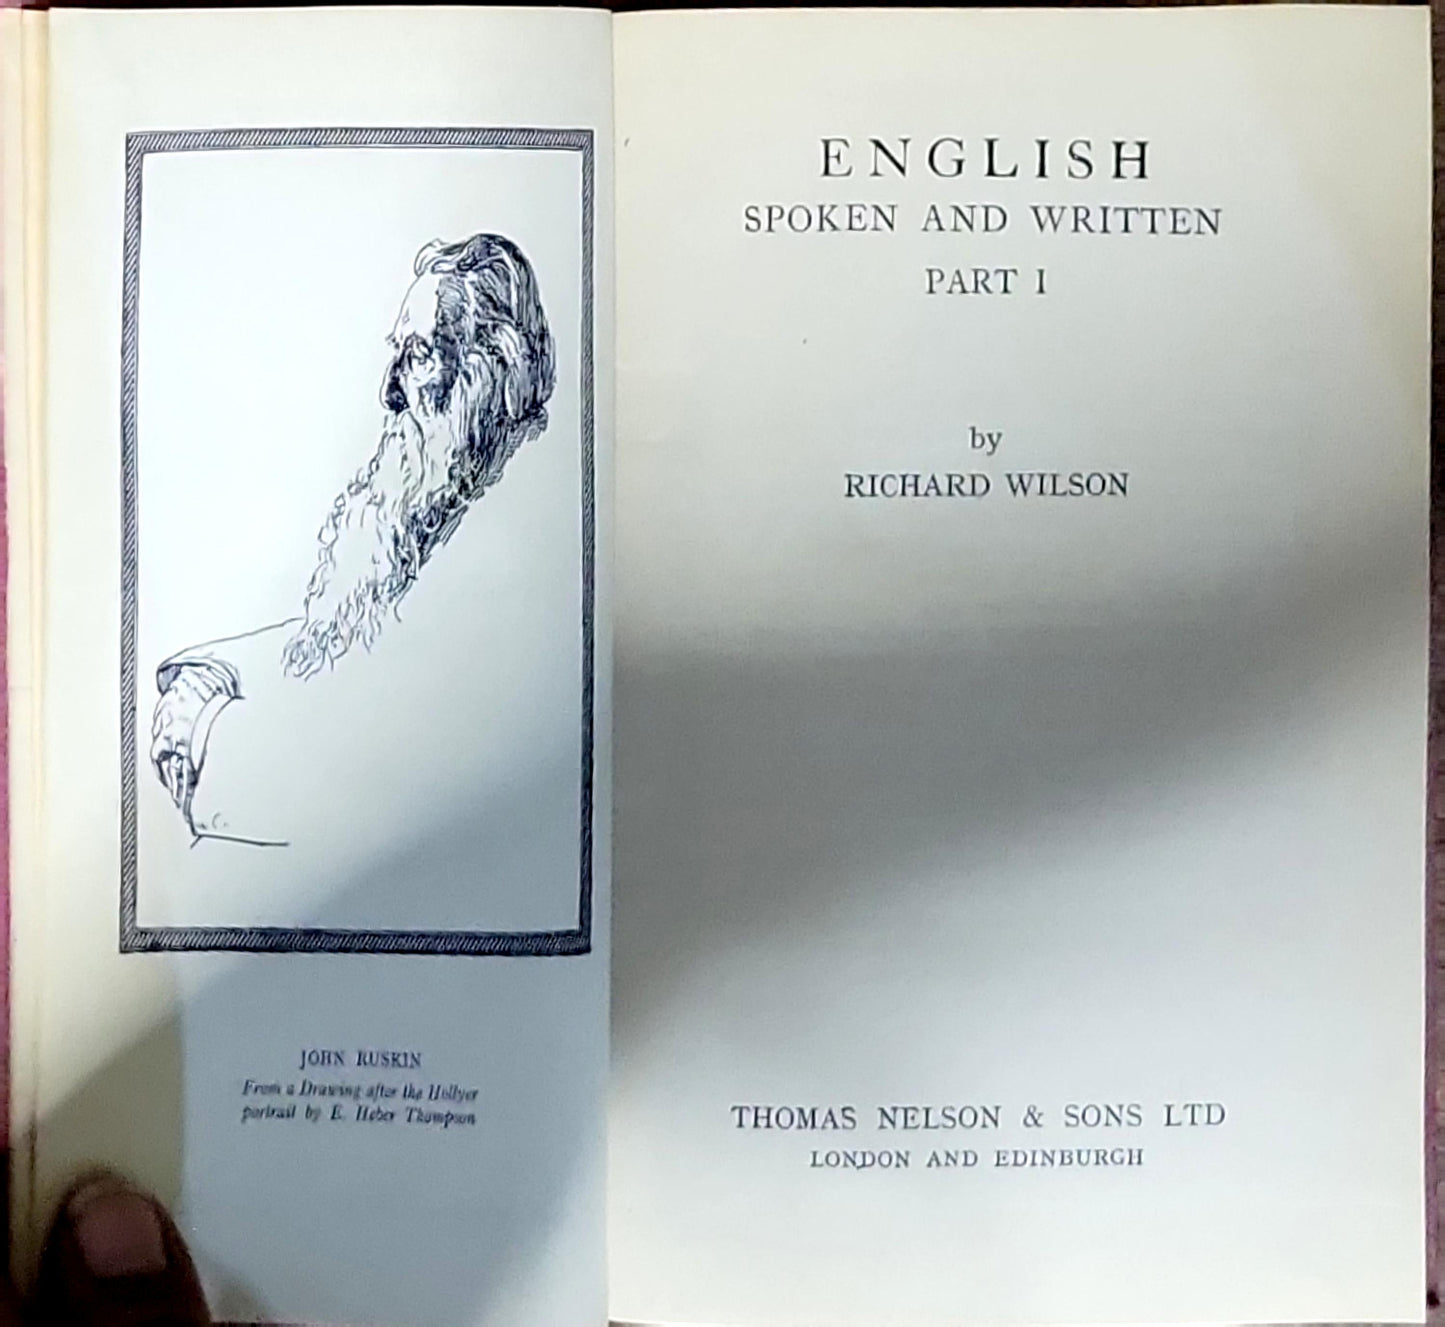 JOHN RUSKIN
From a Drawing after the Hollyer
portrait by E. Heber Thompson
ENGLISH
SPOKEN AND WRITTEN
PART I
by
RICHARD WILSON
THOMAS NELSON & SONS LTD
LONDON AND EDINBURGH